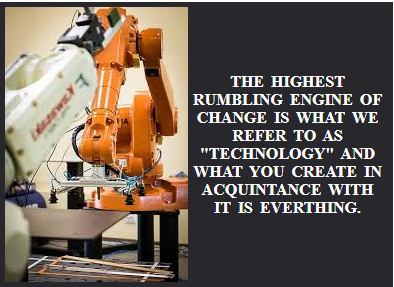 THE HIGHEST
RUMBLING ENGINE OF
CHANGE IS WHAT WE
REFER TO AS
"TECHNOLOGY" AND
WHAT YOU CREATE IN
ACQUINTANCE WITH
IT IS EVERTHING.